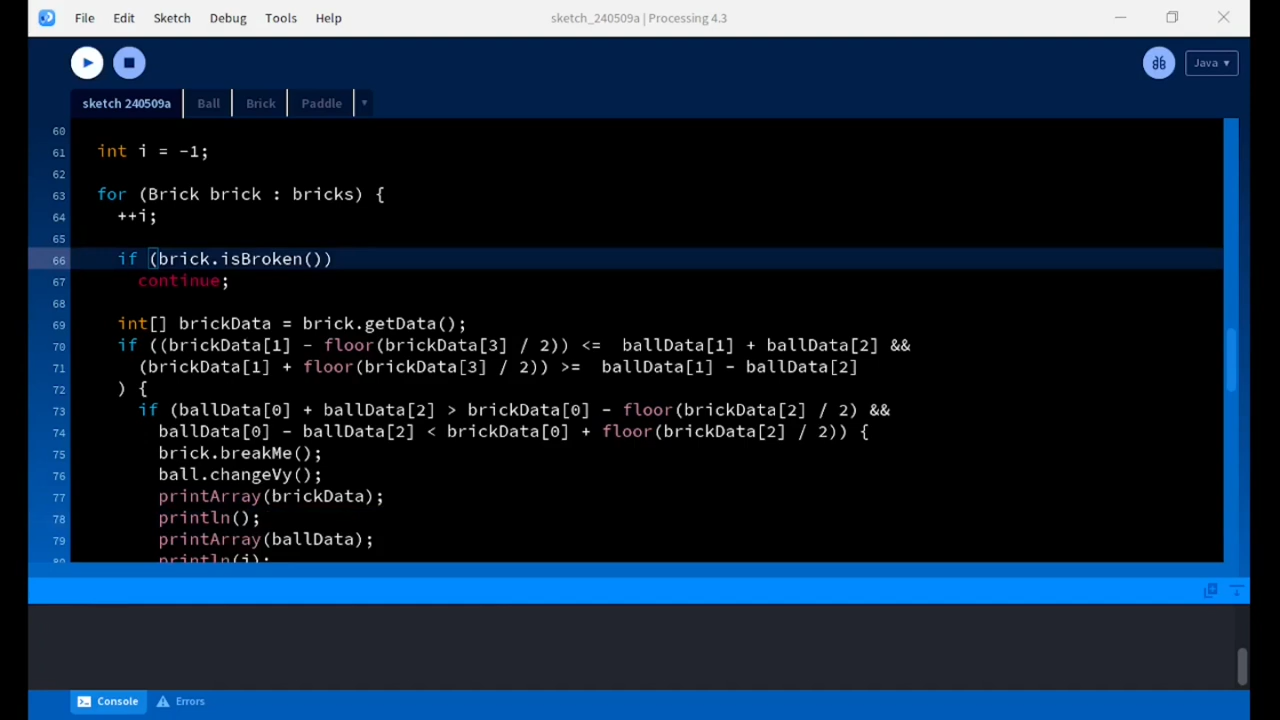 File Edit Sketch Debug Tools Help sketch_240509a | Processing 4.3
Java ▾
sketch 240509a Ball Brick Paddle ▾
60
61 int i = -1;
62
63 for (Brick brick : bricks) {
64 ++i;
65
66 if (brick.isBroken())
67 continue;
68
69 int[] brickData = brick.getData();
70 if ((brickData[1] - floor(brickData[3] / 2)) <= ballData[1] + ballData[2] &&
71 (brickData[1] + floor(brickData[3] / 2)) >= ballData[1] - ballData[2]
72 ) {
73 if (ballData[0] + ballData[2] > brickData[0] - floor(brickData[2] / 2) &&
74 ballData[0] - ballData[2] < brickData[0] + floor(brickData[2] / 2)) {
75 brick.breakMe();
76 ball.changeVy();
77 printArray(brickData);
78 println();
79 printArray(ballData);
80 println(i);
Console Errors